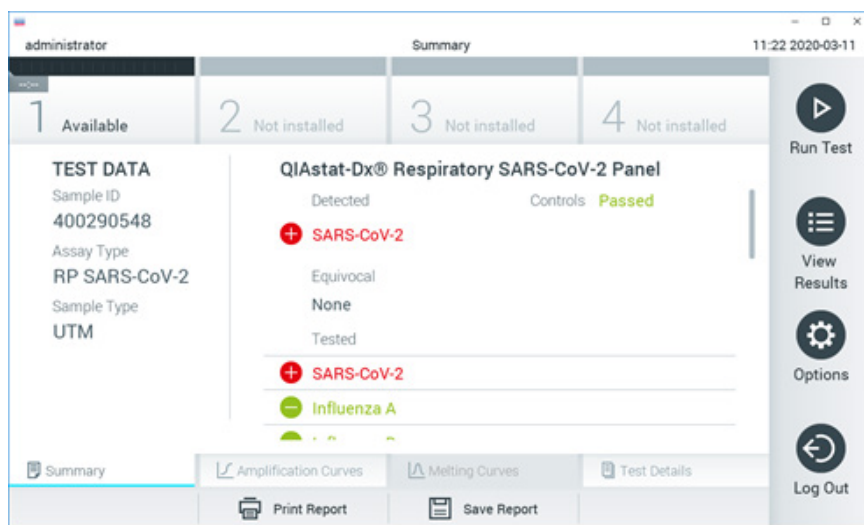 administrator Summary 11:22 2020-03-11
--:--
1 Available 2 Not installed 3 Not installed 4 Not installed
Run Test
TEST DATA
Sample ID
400290548
Assay Type
RP SARS-CoV-2
Sample Type
UTM
QIAstat-Dx® Respiratory SARS-CoV-2 Panel
Detected Controls Passed
SARS-CoV-2
Equivocal
None
Tested
SARS-CoV-2
Influenza A
View
Results
Options
Log Out
Summary Amplification Curves Melting Curves Test Details
Print Report Save Report